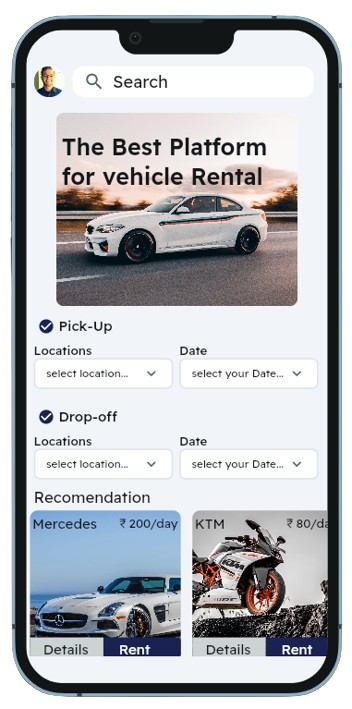 Search
The Best Platform
for vehicle Rental
Pick-Up
Locations Date
select location... select your Date...
Drop-off
Locations Date
select location... select your Date...
Recomendation
Mercedes ₹ 200/day KTM ₹ 80/da
Details Rent Details Rent